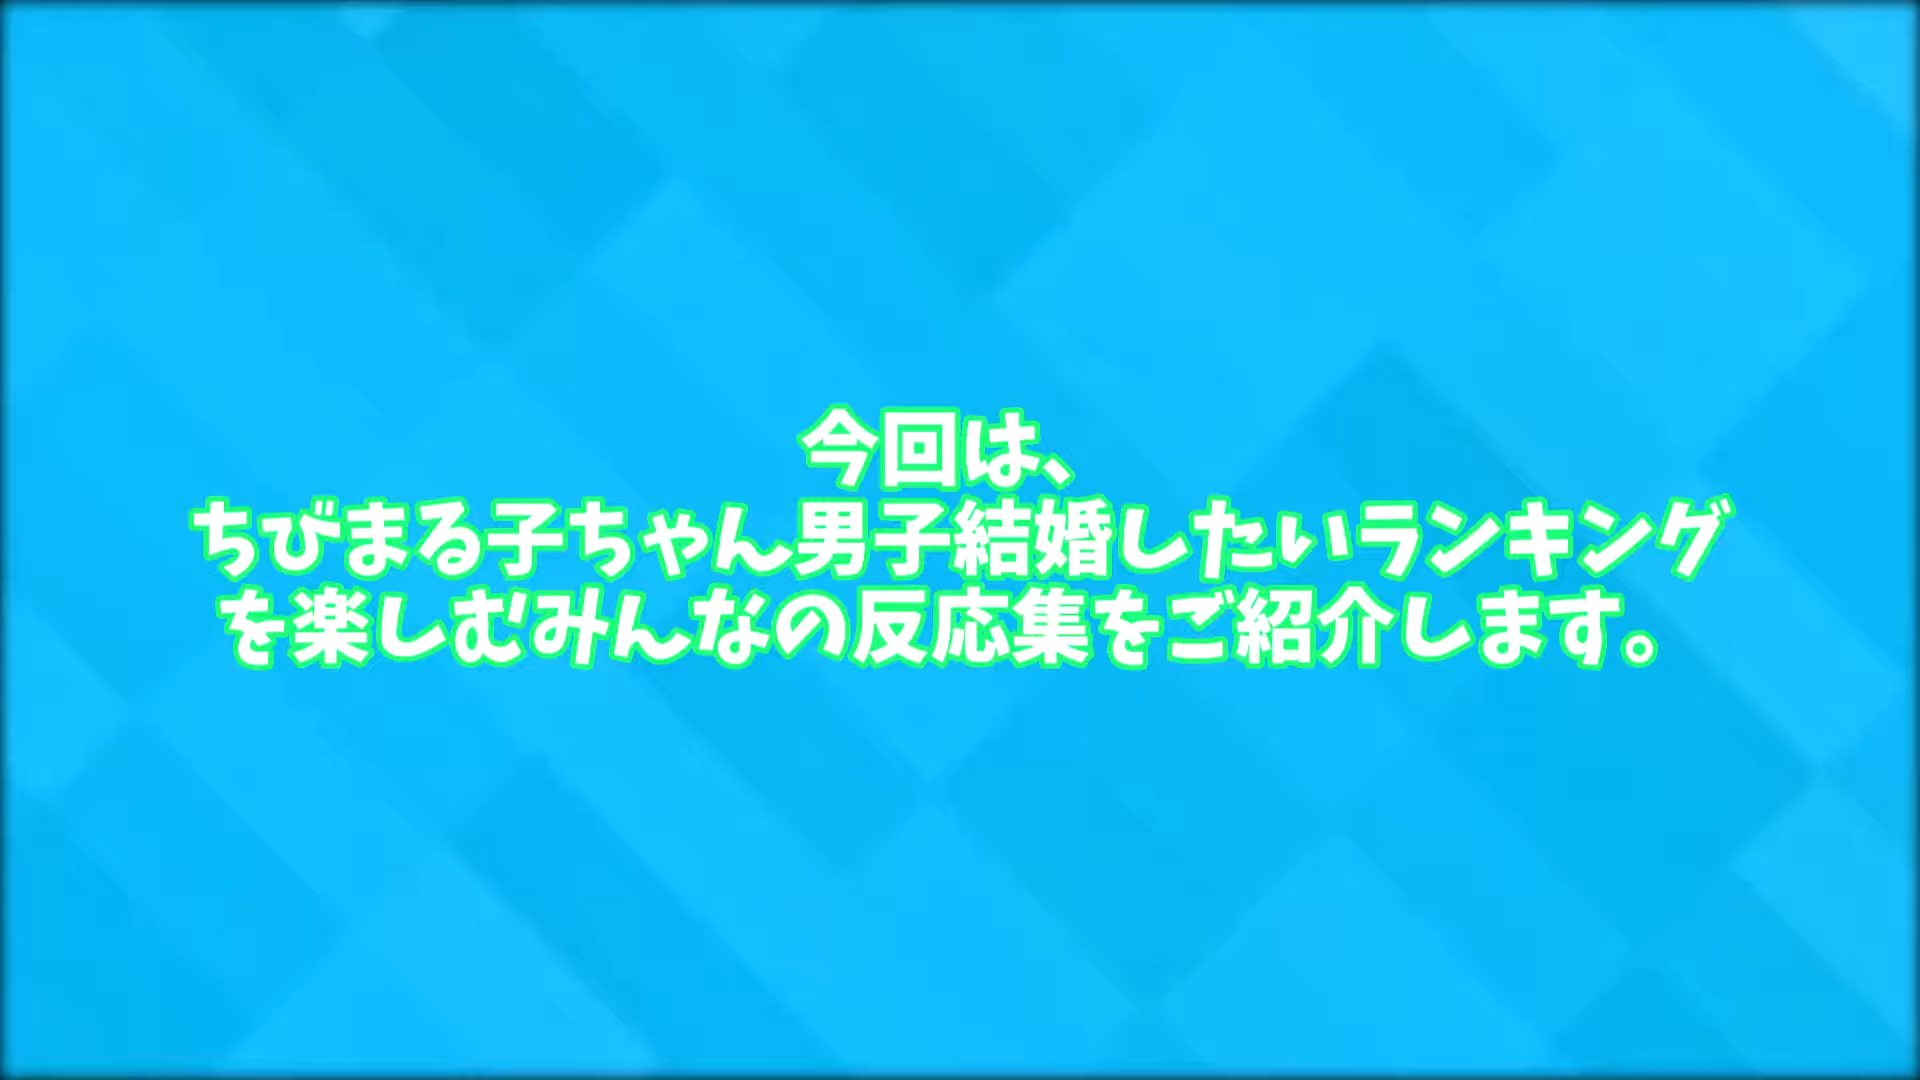 今回は、
ちびまる子ちゃん男子結婚したいランキング
を楽しむみんなの反応集をご紹介します。